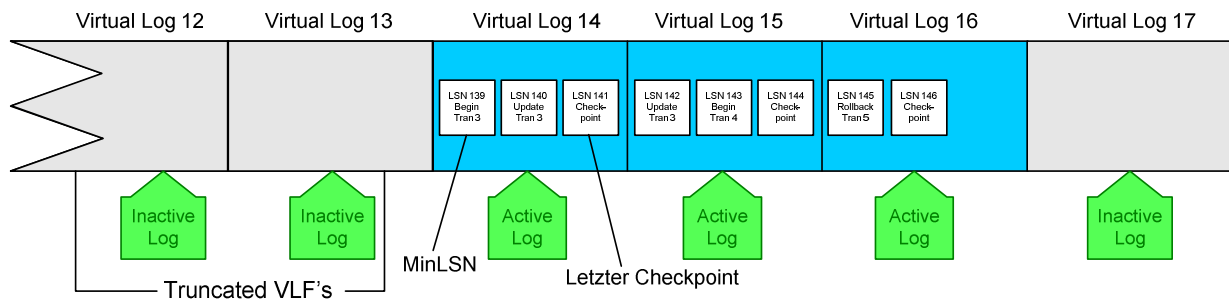 Virtual Log 12
Virtual Log 13
Virtual Log 14
Virtual Log 15
Virtual Log 16
Virtual Log 17
LSN 139
Begin
Tran 3
LSN 140
Update
Tran 3
LSN 141
Check-
point
LSN 142
Update
Tran 3
LSN 143
Begin
Tran 4
LSN 144
Check-
point
LSN 145
Rollback
Tran 5
LSN 146
Check-
point
Inactive
Log
Inactive
Log
Active
Log
Active
Log
Active
Log
Inactive
Log
MinLSN
Letzter Checkpoint
Truncated VLF's